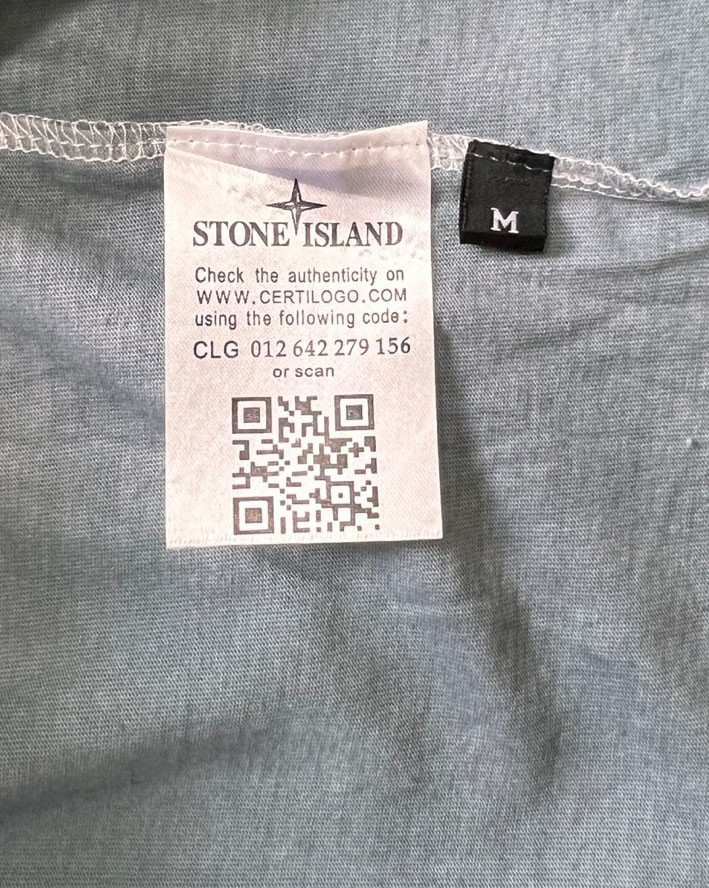 STONE ISLAND
Check the authenticity on
WWW.CERTILOGO.COM
using the following code:
CLG 012 642 279 156
or scan
M